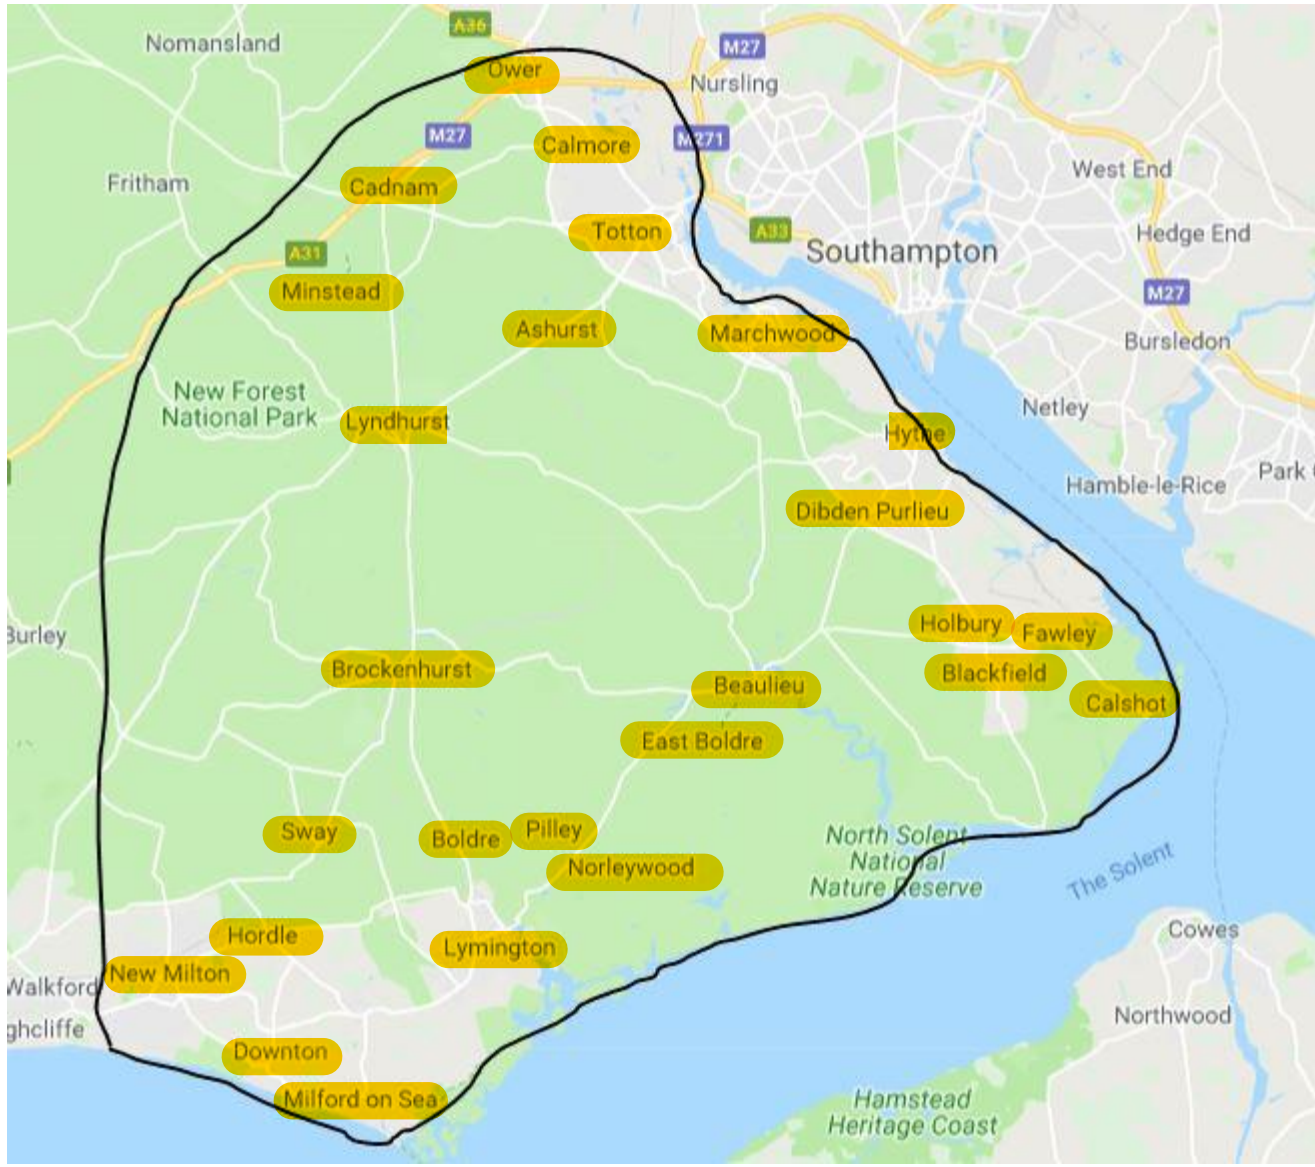 A36
Nomansland
M27
Ower
Nursling
M27
M271
Calmore
West End
Fritham
Cadnam
Totton
A33
Hedge End
A31
Southampton
Minstead
M27
Ashurst
Marchwood
Bursledon
New Forest
National Park
Lyndhurst
Netley
Hythe
Park
Hamble-le-Rice
Dibden Purlieu
Holbury
Fawley
Burley
Brockenhurst
Blackfield
Beaulieu
Calshot
East Boldre
Sway
Boldre
Pilley
North Solent
National
Nature Reserve
Norleywood
The Solent
Hordle
Lymington
Cowes
New Milton
Walkford
Northwood
ghcliffe
Downton
Milford on Sea
Hamstead
Heritage Coast